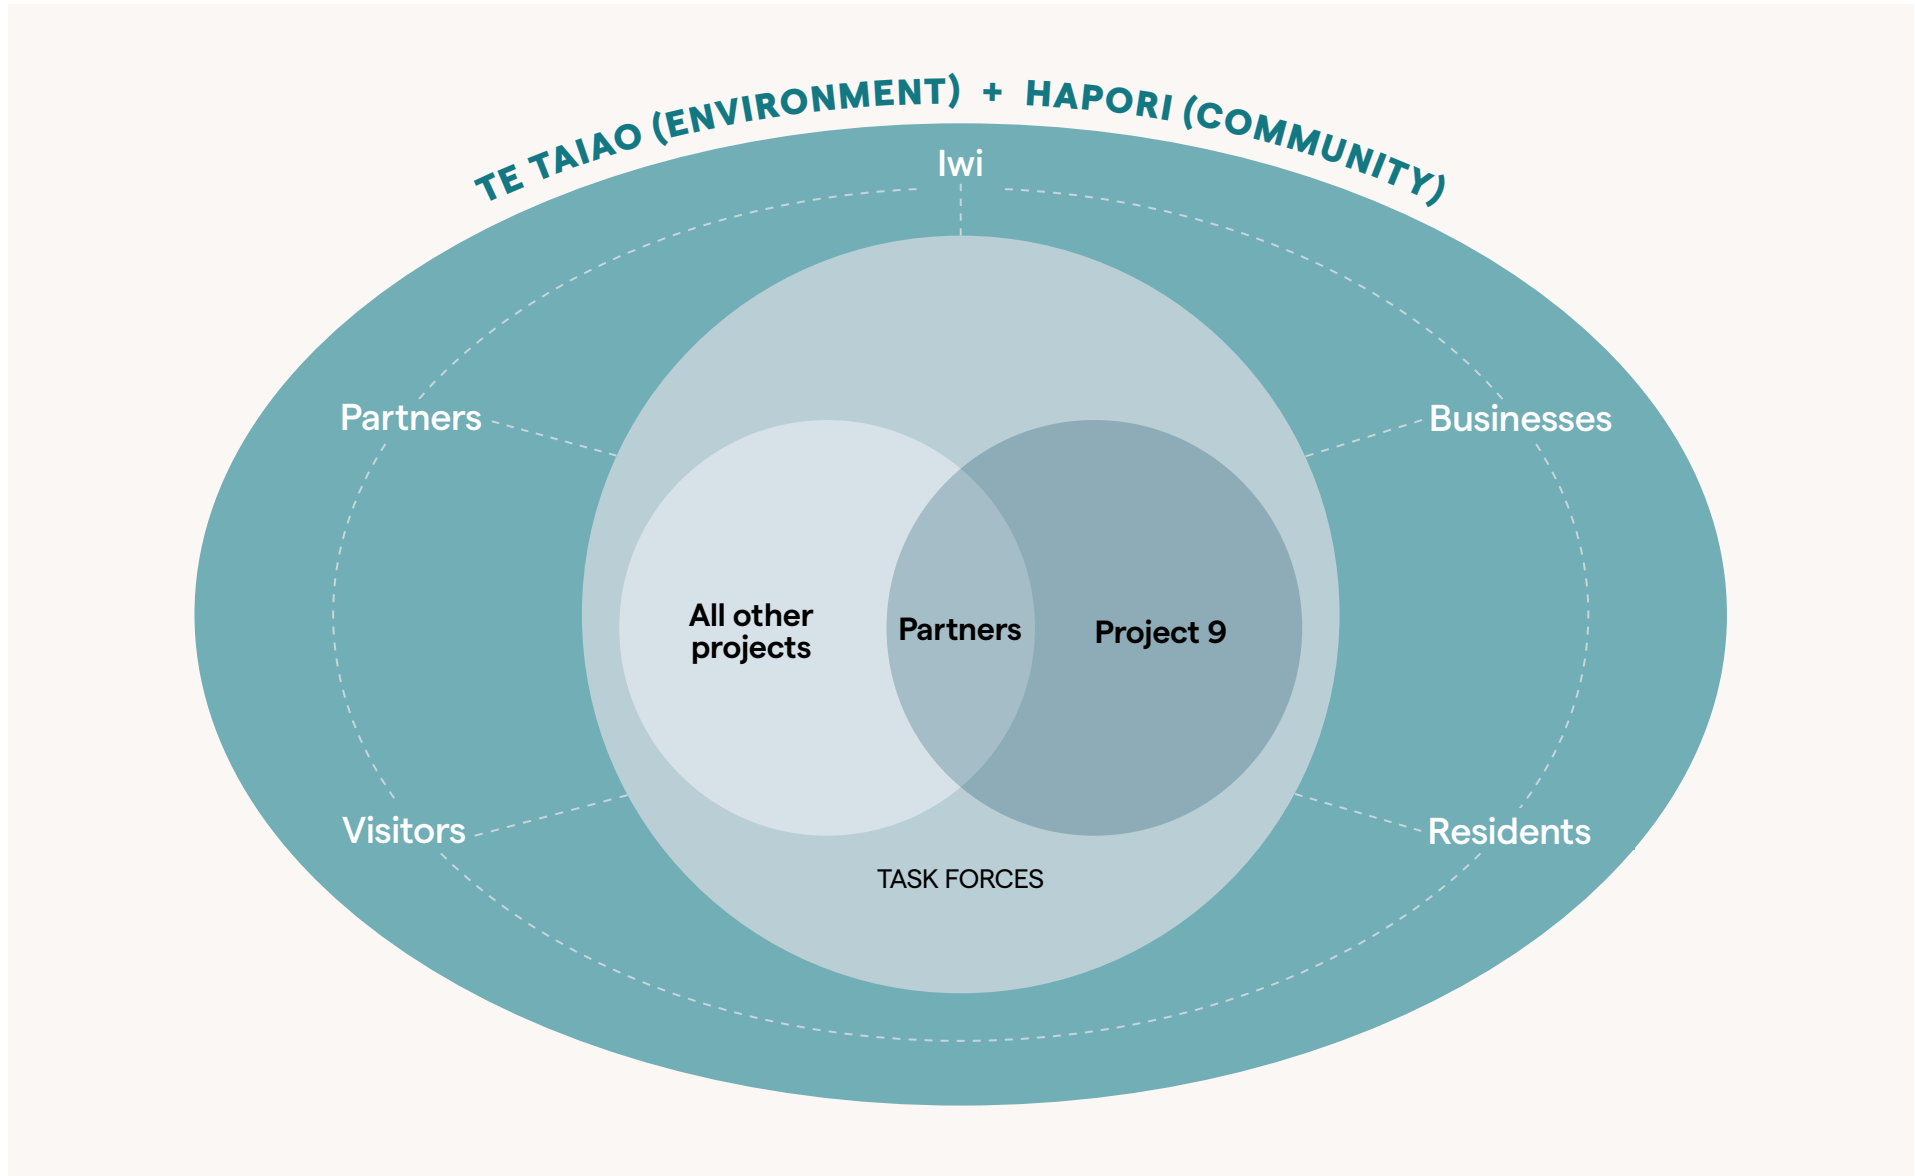 TE TAIAO (ENVIRONMENT) + HAPORI (COMMUNITY)
Iwi
Partners
Businesses
All other
projects
Partners
Project 9
Visitors
Residents
TASK FORCES